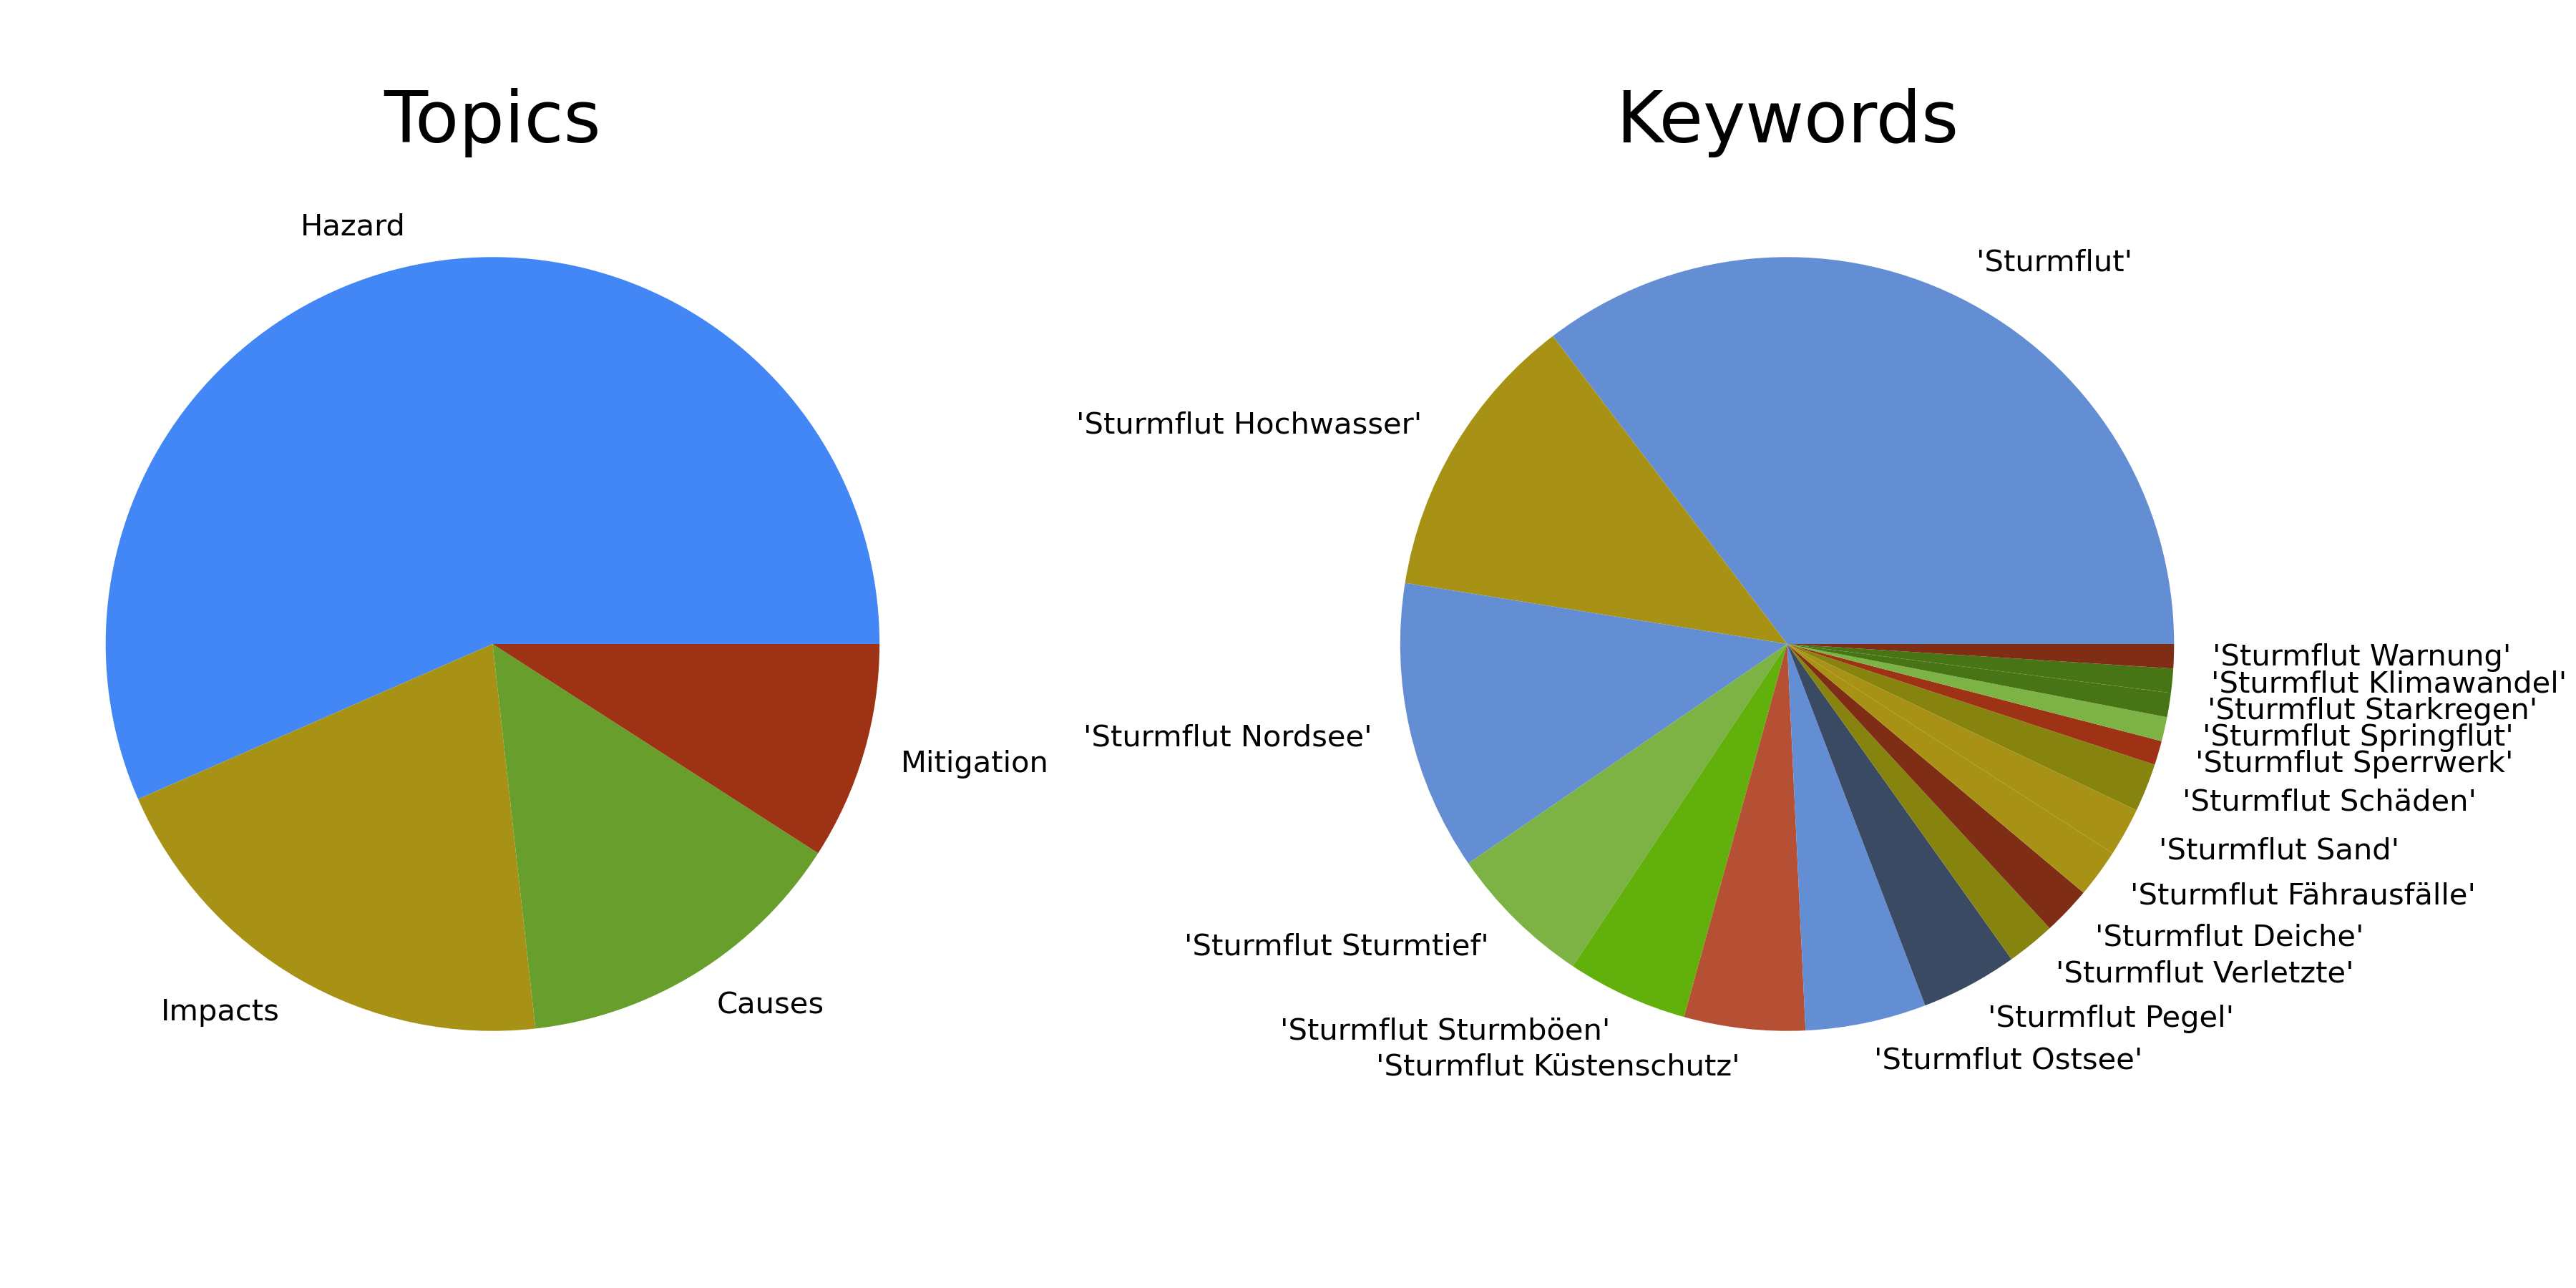 Topics
Hazard
Impacts
Causes
Mitigation
Keywords
'Sturmflut'
'Sturmflut Hochwasser'
'Sturmflut Nordsee'
'Sturmflut Sturmtief'
'Sturmflut Sturmböen'
'Sturmflut Küstenschutz'
'Sturmflut Ostsee'
'Sturmflut Pegel'
'Sturmflut Verletzte'
'Sturmflut Deiche'
'Sturmflut Fährausfälle'
'Sturmflut Sand'
'Sturmflut Schäden'
'Sturmflut Sperrwerk'
'Sturmflut Springflut'
'Sturmflut Starkregen'
'Sturmflut Klimawandel'
'Sturmflut Warnung'